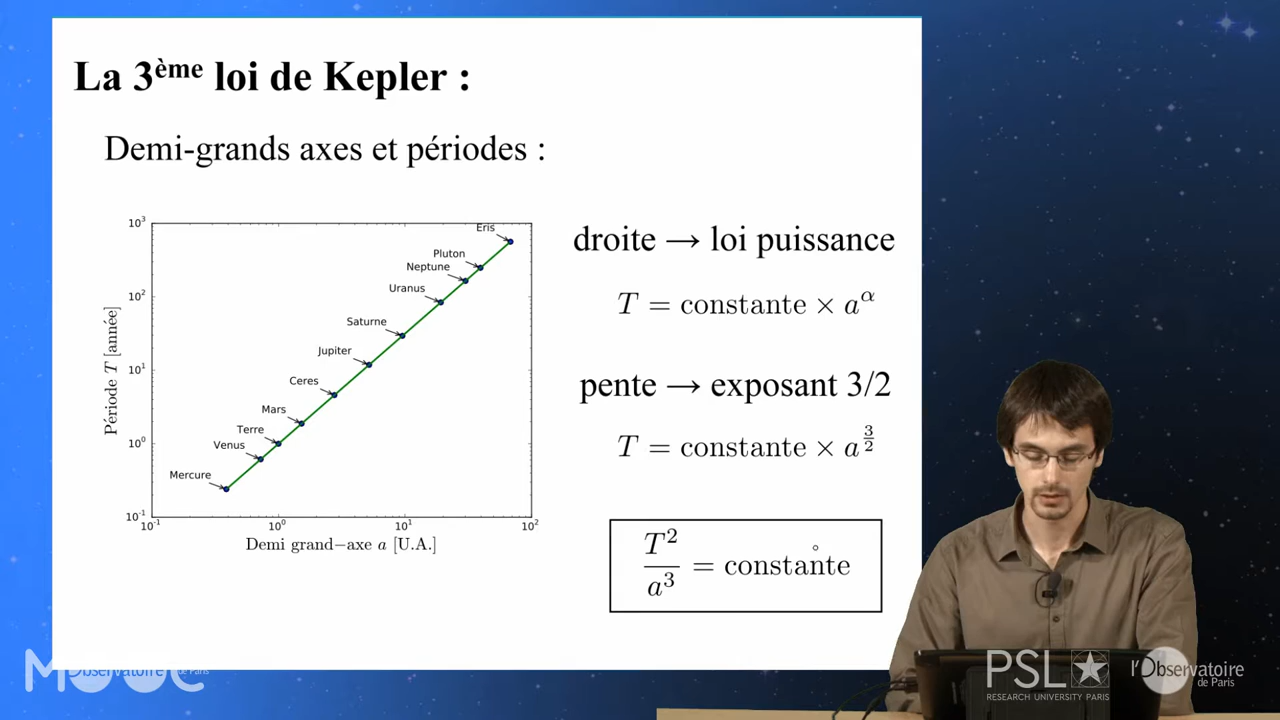 La 3ème loi de Kepler :
Demi-grands axes et périodes :
10³
10²
10¹
10⁰
10⁻¹
Période T [année]
Eris
Pluton
Neptune
Uranus
Saturne
Jupiter
Ceres
Mars
Terre
Venus
Mercure
10⁻¹ 10⁰ 10¹ 10²
Demi grand−axe a [U.A.]
droite → loi puissance
T = constante × a^α
pente → exposant 3/2
T = constante × a^(3/2)
T²/a³ = constante
MOOC
l'Observatoire de Paris
PSL
RESEARCH UNIVERSITY PARIS
l'Observatoire
de Paris